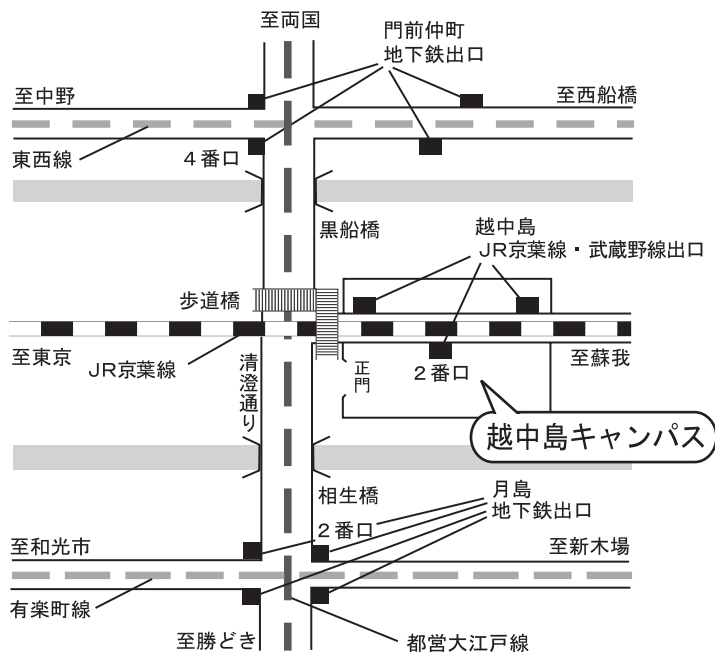 至両国
門前仲町
地下鉄出口
至中野
至西船橋
東西線
4番口
黒船橋
越中島
JR京葉線・武蔵野線出口
歩道橋
至東京
JR京葉線
清澄通り
正門
2番口
至蘇我
越中島キャンパス
相生橋
月島
地下鉄出口
2番口
至和光市
至新木場
有楽町線
至勝どき
都営大江戸線